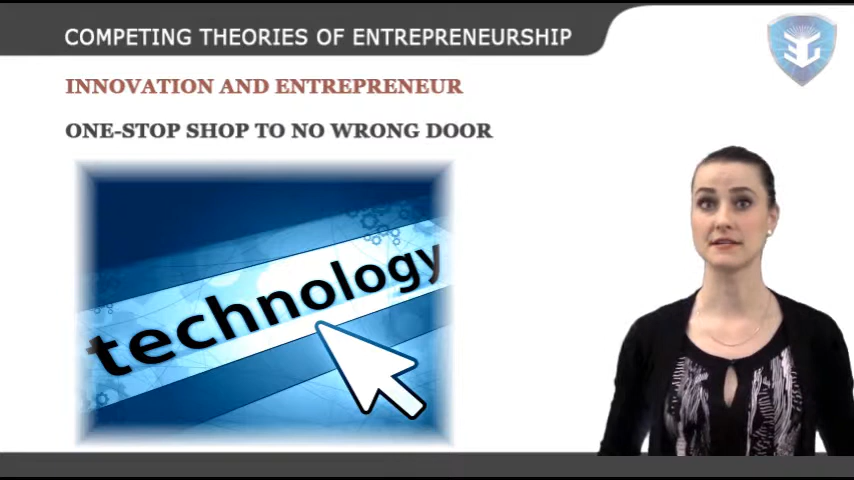 COMPETING THEORIES OF ENTREPRENEURSHIP
INNOVATION AND ENTREPRENEUR
ONE-STOP SHOP TO NO WRONG DOOR
technology